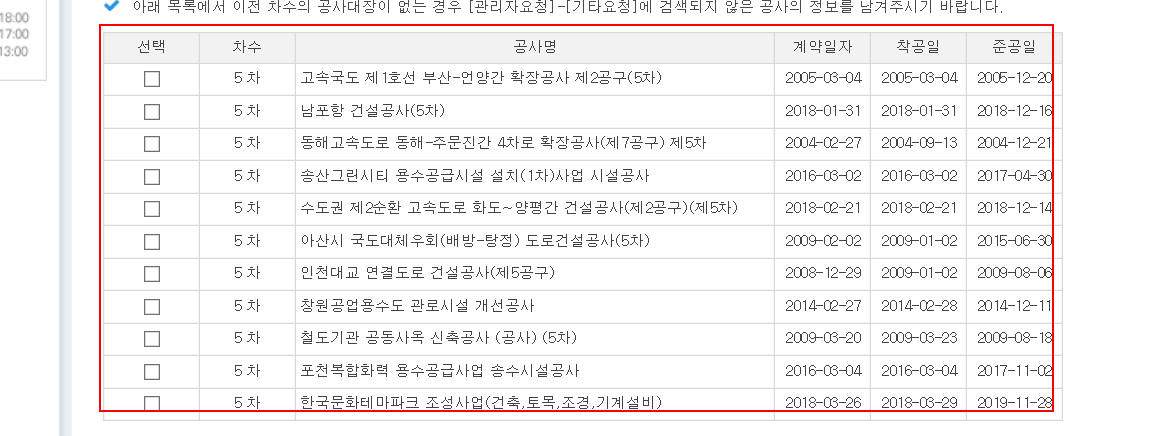 아래 목록에서 이전 차수의 공사대장이 없는 경우 [관리자요청]-[기타요청]에 검색되지 않은 공사의 정보를 남겨주시기 바랍니다.
18:00
17:00
13:00
선택 차수 공사명 계약일자 착공일 준공일
5 차 고속국도 제1호선 부산-언양간 확장공사 제2공구(5차) 2005-03-04 2005-03-04 2005-12-20
5 차 남포항 건설공사(5차) 2018-01-31 2018-01-31 2018-12-16
5 차 동해고속도로 동해-주문진간 4차로 확장공사(제7공구) 제5차 2004-02-27 2004-09-13 2004-12-21
5 차 송산그린시티 용수공급시설 설치(1차)사업 시설공사 2016-03-02 2016-03-02 2017-04-30
5 차 수도권 제2순환 고속도로 화도~양평간 건설공사(제2공구)(제5차) 2018-02-21 2018-02-21 2018-12-14
5 차 아산시 국도대체우회(배방-탕정) 도로건설공사(5차) 2009-02-02 2009-01-02 2015-06-30
5 차 인천대교 연결도로 건설공사(제5공구) 2008-12-29 2009-01-02 2009-08-06
5 차 창원공업용수도 관로시설 개선공사 2014-02-27 2014-02-28 2014-12-11
5 차 철도기관 공동사옥 신축공사 (공사) (5차) 2009-03-20 2009-03-23 2009-08-18
5 차 포천복합화력 용수공급사업 송수시설공사 2016-03-04 2016-03-04 2017-11-02
5 차 한국문화테마파크 조성사업(건축,토목,조경,기계설비) 2018-03-26 2018-03-29 2019-11-28